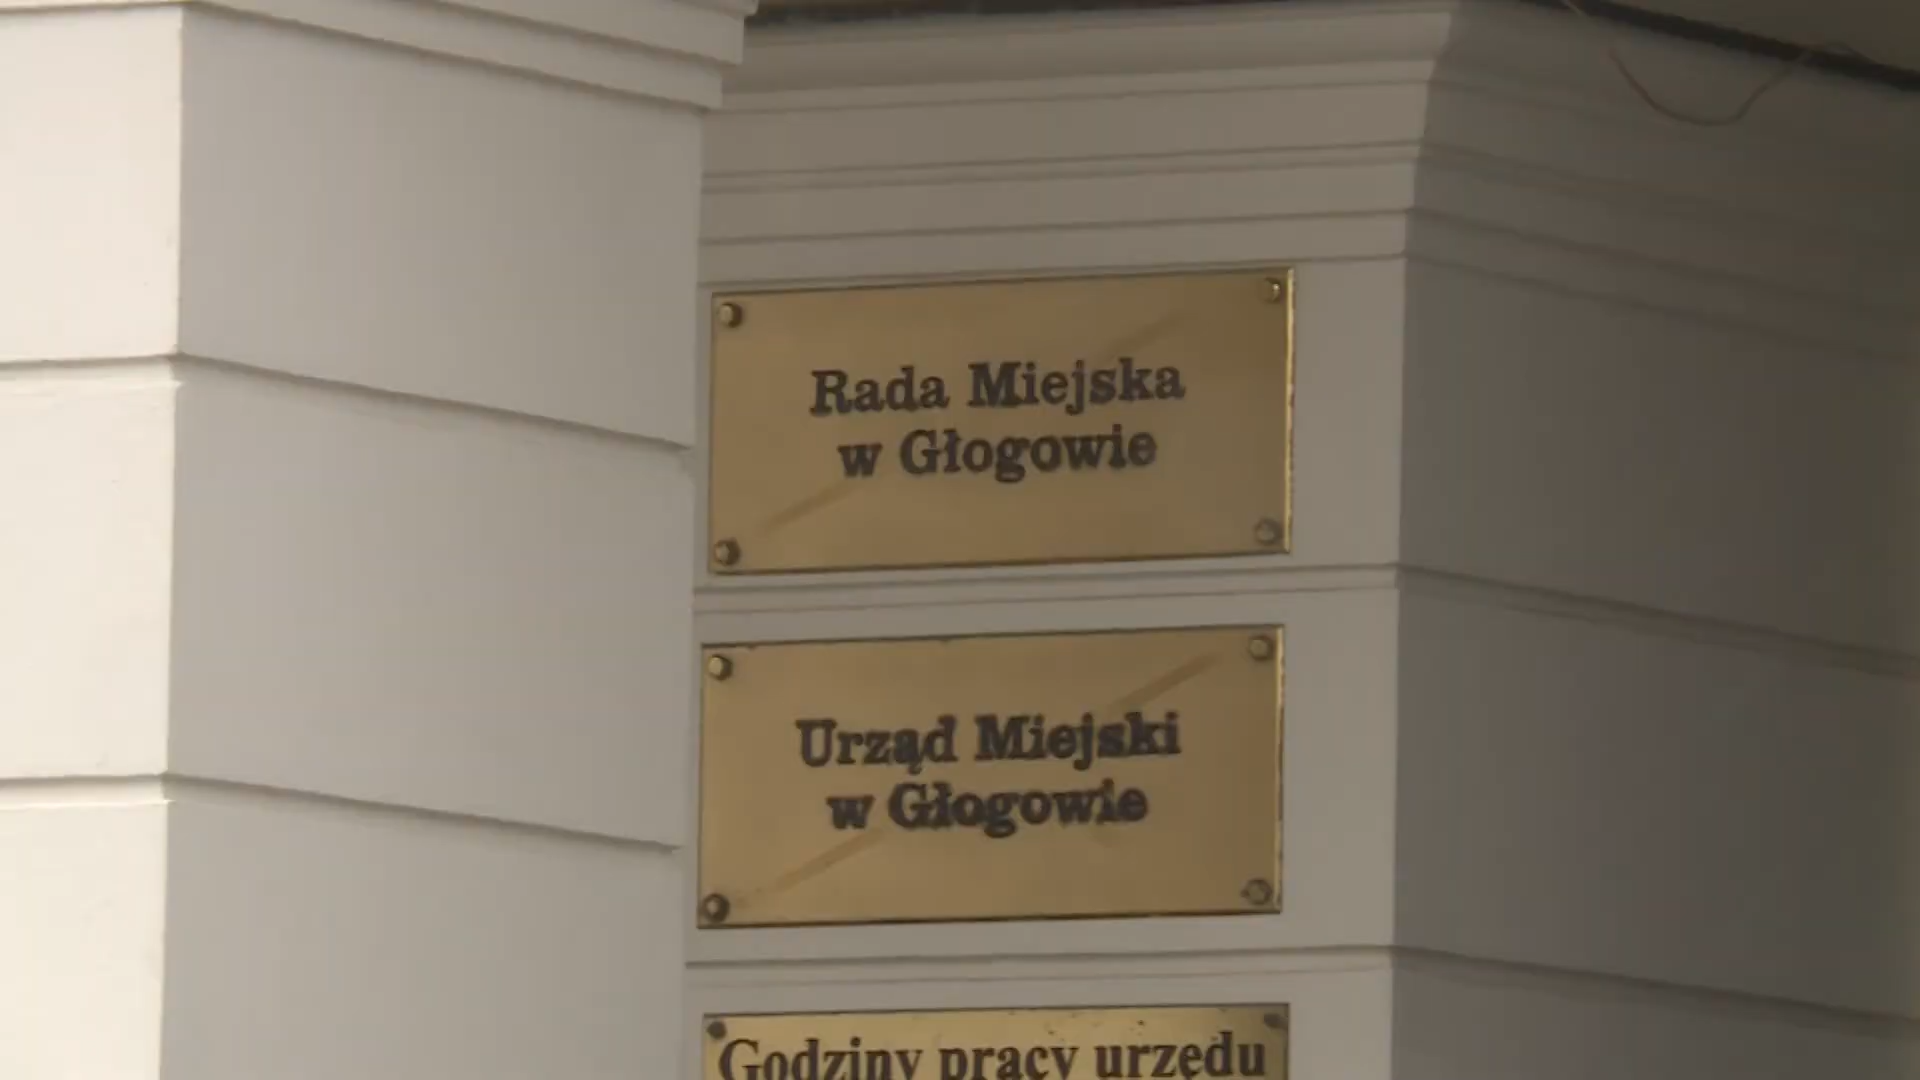 Rada Miejska
w Głogowie
Urząd Miejski
w Głogowie
Godziny pracy urzędu